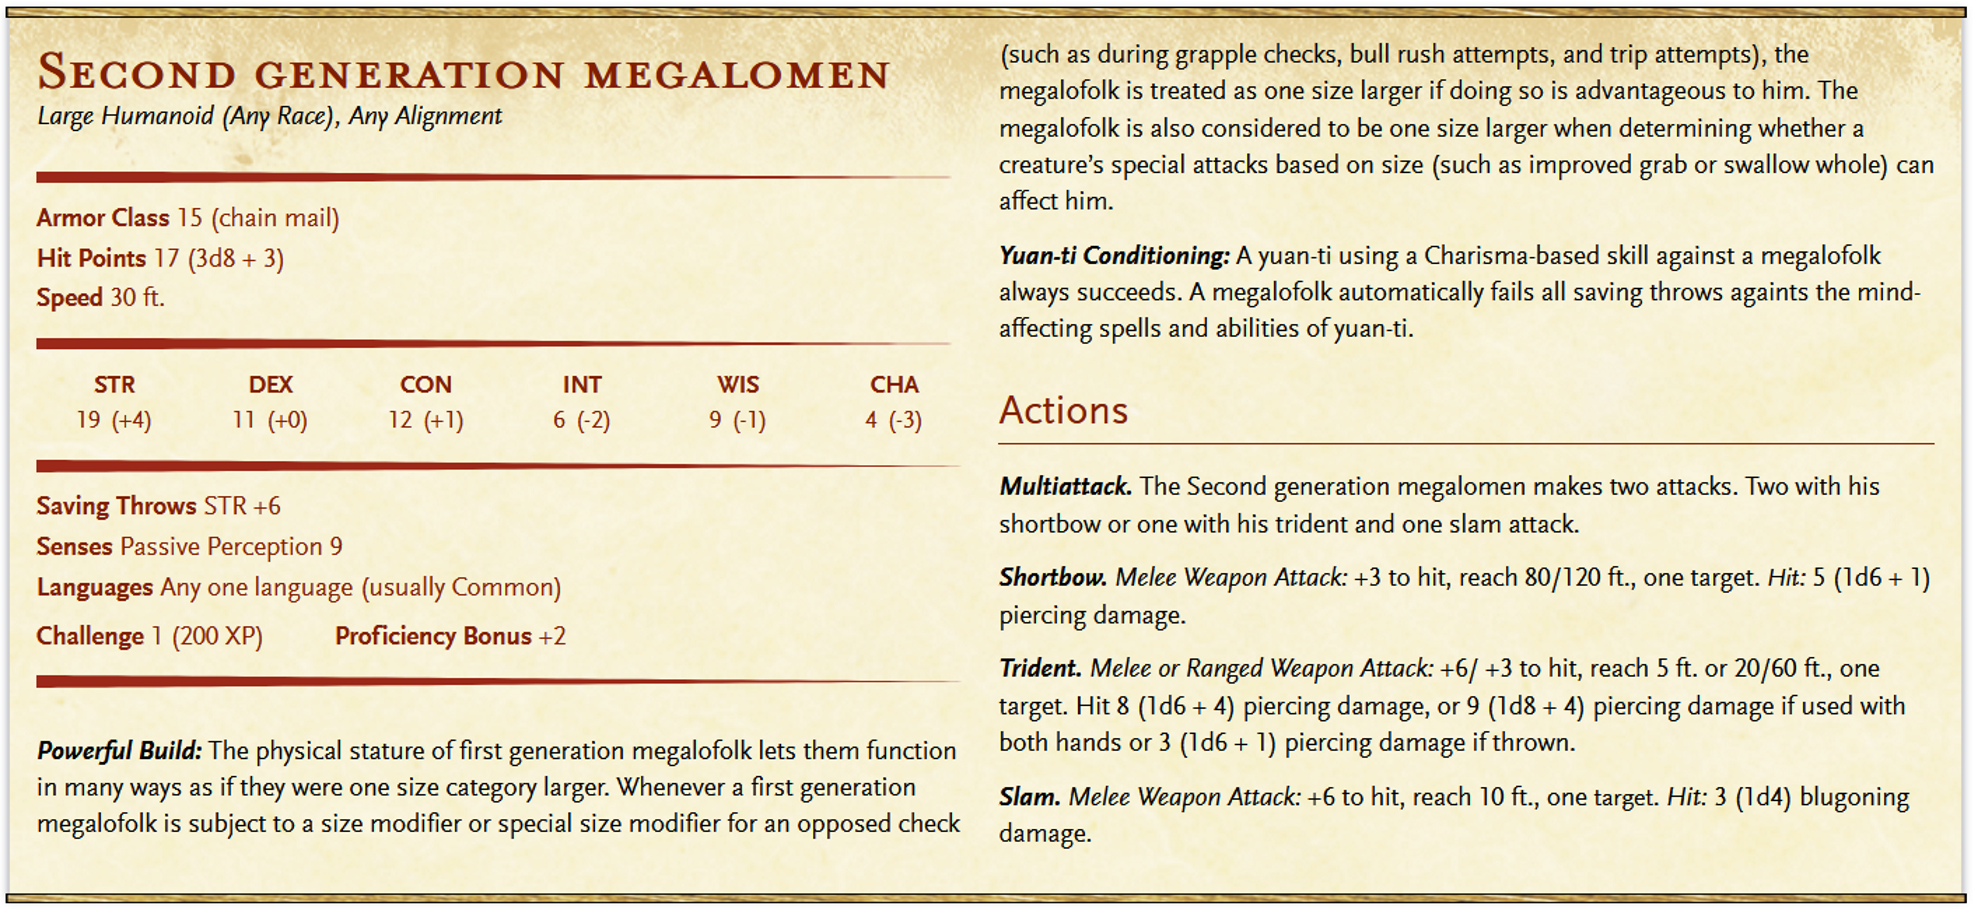 Second generation megalomen
Large Humanoid (Any Race), Any Alignment
Armor Class 15 (chain mail)
Hit Points 17 (3d8 + 3)
Speed 30 ft.
STR DEX CON INT WIS CHA
19 (+4) 11 (+0) 12 (+1) 6 (-2) 9 (-1) 4 (-3)
Saving Throws STR +6
Senses Passive Perception 9
Languages Any one language (usually Common)
Challenge 1 (200 XP) Proficiency Bonus +2
Powerful Build: The physical stature of first generation megalofolk lets them function
in many ways as if they were one size category larger. Whenever a first generation
megalofolk is subject to a size modifier or special size modifier for an opposed check
(such as during grapple checks, bull rush attempts, and trip attempts), the
megalofolk is treated as one size larger if doing so is advantageous to him. The
megalofolk is also considered to be one size larger when determining whether a
creature's special attacks based on size (such as improved grab or swallow whole) can
affect him.
Yuan-ti Conditioning: A yuan-ti using a Charisma-based skill against a megalofolk
always succeeds. A megalofolk automatically fails all saving throws againts the mind-
affecting spells and abilities of yuan-ti.
Actions
Multiattack. The Second generation megalomen makes two attacks. Two with his
shortbow or one with his trident and one slam attack.
Shortbow. Melee Weapon Attack: +3 to hit, reach 80/120 ft., one target. Hit: 5 (1d6 + 1)
piercing damage.
Trident. Melee or Ranged Weapon Attack: +6/ +3 to hit, reach 5 ft. or 20/60 ft., one
target. Hit 8 (1d6 + 4) piercing damage, or 9 (1d8 + 4) piercing damage if used with
both hands or 3 (1d6 + 1) piercing damage if thrown.
Slam. Melee Weapon Attack: +6 to hit, reach 10 ft., one target. Hit: 3 (1d4) blugoning
damage.